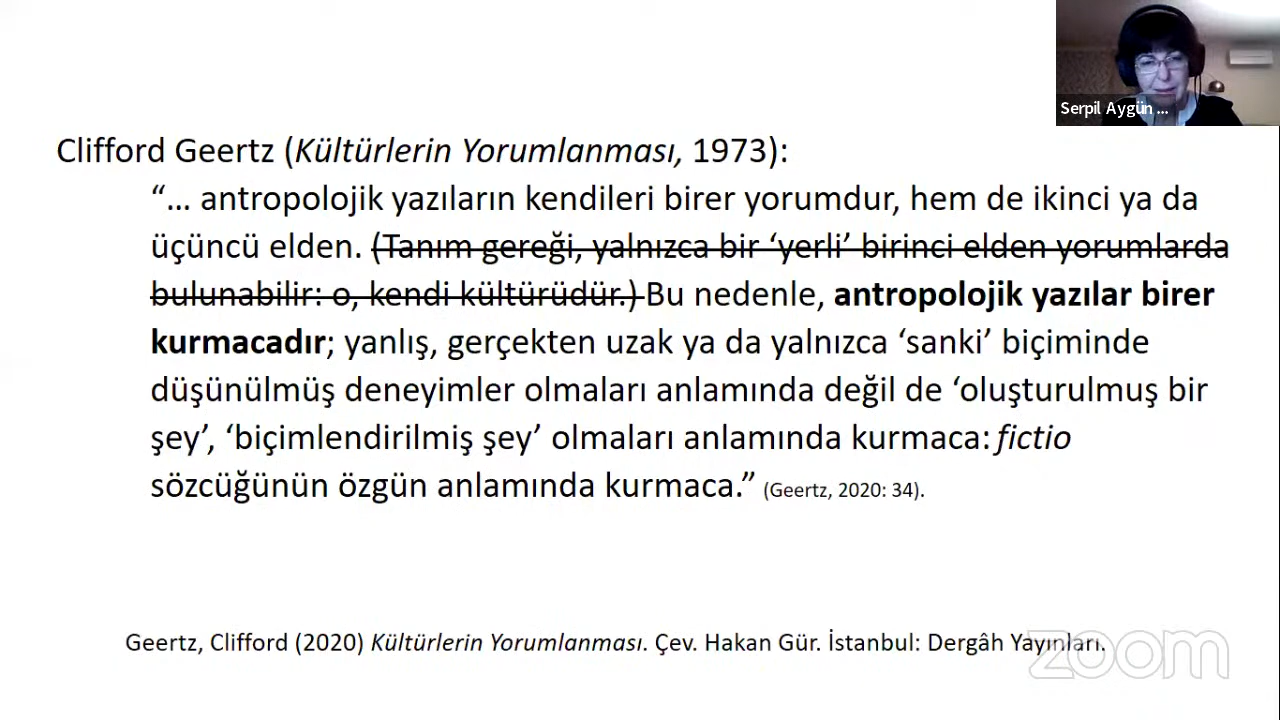 Serpil Aygün ...
Clifford Geertz (Kültürlerin Yorumlanması, 1973):
“... antropolojik yazıların kendileri birer yorumdur, hem de ikinci ya da
üçüncü elden. (Tanım gereği, yalnızca bir ‘yerli’ birinci elden yorumlarda
bulunabilir: o, kendi kültürüdür.) Bu nedenle, antropolojik yazılar birer
kurmacadır; yanlış, gerçekten uzak ya da yalnızca ‘sanki’ biçiminde
düşünülmüş deneyimler olmaları anlamında değil de ‘oluşturulmuş bir
şey’, ‘biçimlendirilmiş şey’ olmaları anlamında kurmaca: fictio
sözcüğünün özgün anlamında kurmaca.” (Geertz, 2020: 34).
Geertz, Clifford (2020) Kültürlerin Yorumlanması. Çev. Hakan Gür. İstanbul: Dergâh Yayınları.
zoom